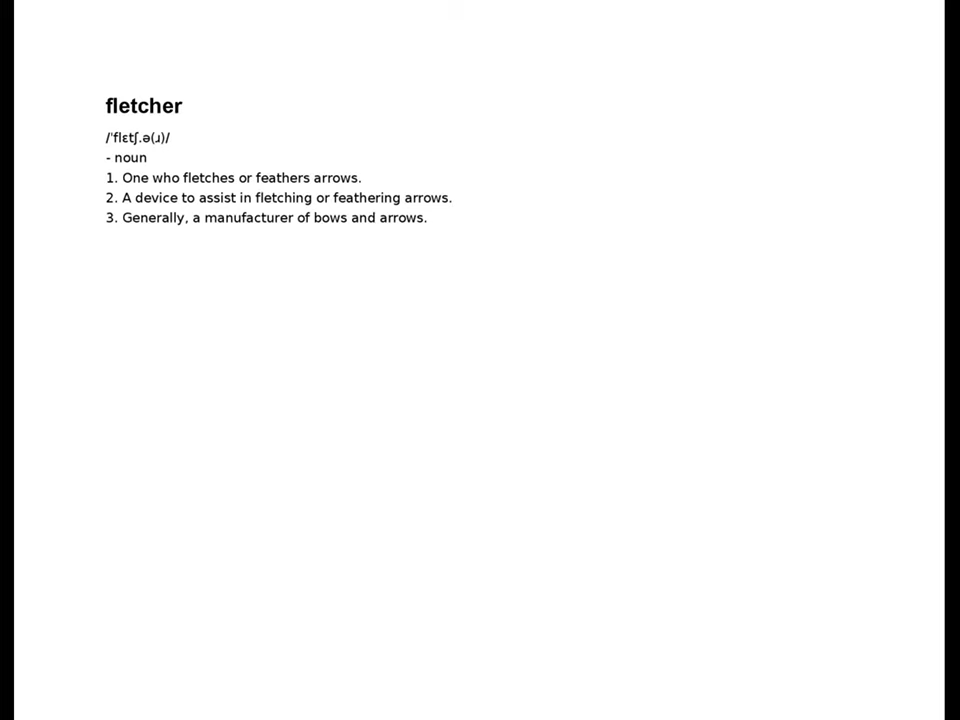 fletcher
/ˈflɛtʃ.ə(ɹ)/
- noun
1. One who fletches or feathers arrows.
2. A device to assist in fletching or feathering arrows.
3. Generally, a manufacturer of bows and arrows.